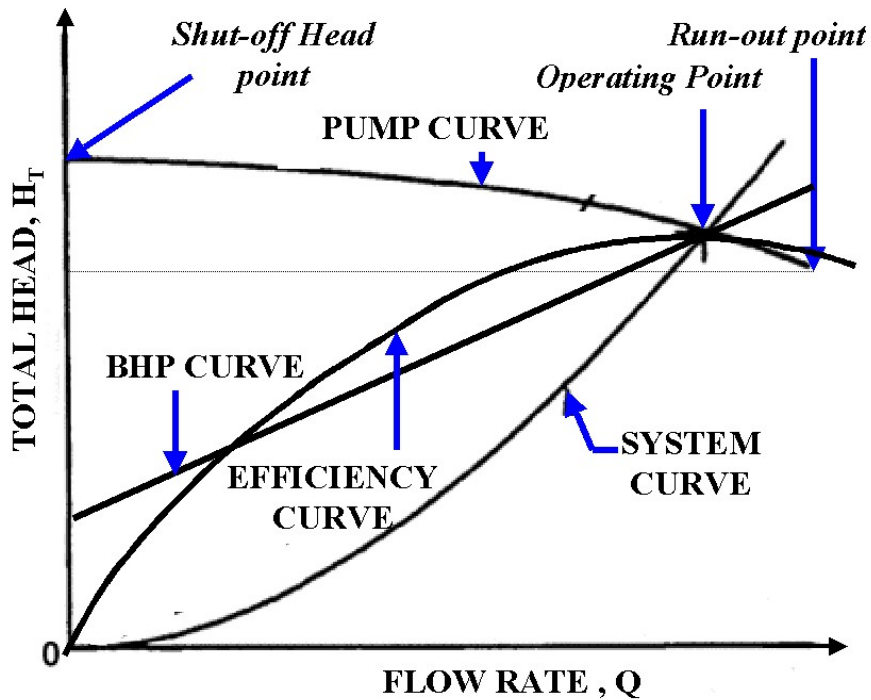 Shut-off Head
point
Run-out point
Operating Point
PUMP CURVE
TOTAL HEAD, H_T
BHP CURVE
EFFICIENCY
CURVE
SYSTEM
CURVE
0
FLOW RATE , Q